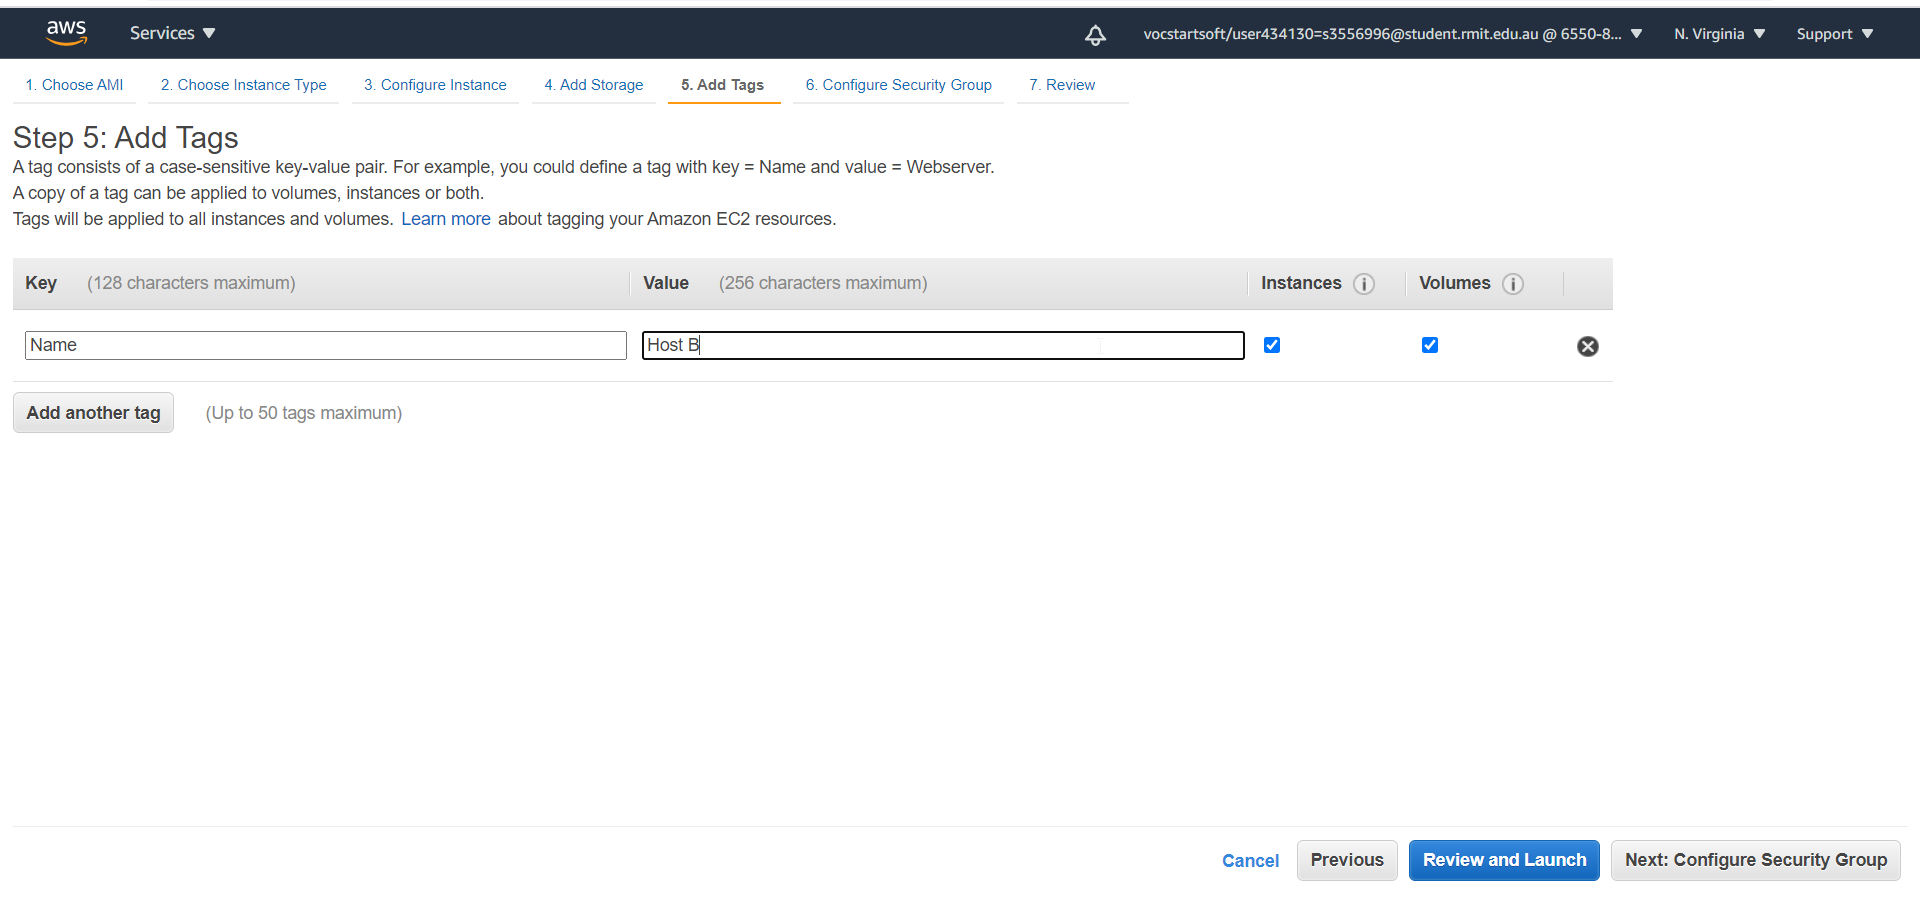 aws Services vocstartsoft/user434130=s3556996@student.rmit.edu.au @ 6550-8... N. Virginia Support
1. Choose AMI 2. Choose Instance Type 3. Configure Instance 4. Add Storage 5. Add Tags 6. Configure Security Group 7. Review
Step 5: Add Tags
A tag consists of a case-sensitive key-value pair. For example, you could define a tag with key = Name and value = Webserver.
A copy of a tag can be applied to volumes, instances or both.
Tags will be applied to all instances and volumes. Learn more about tagging your Amazon EC2 resources.
Key (128 characters maximum) Value (256 characters maximum) Instances i Volumes i
Name Host B
Add another tag (Up to 50 tags maximum)
Cancel Previous Review and Launch Next: Configure Security Group